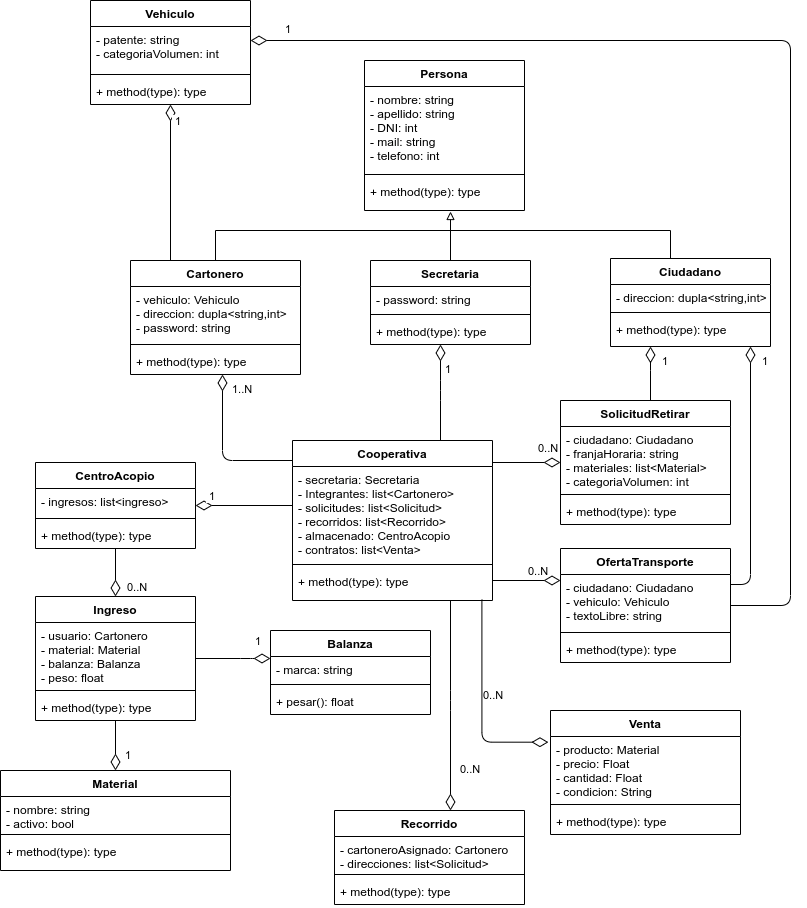 Vehiculo
- patente: string
- categoriaVolumen: int
+ method(type): type
1
1
Persona
- nombre: string
- apellido: string
- DNI: int
- mail: string
- telefono: int
+ method(type): type
Cartonero
- vehiculo: Vehiculo
- direccion: dupla<string,int>
- password: string
+ method(type): type
1..N
Secretaria
- password: string
+ method(type): type
1
Ciudadano
- direccion: dupla<string,int>
+ method(type): type
1
1
SolicitudRetirar
- ciudadano: Ciudadano
- franjaHoraria: string
- materiales: list<Material>
- categoriaVolumen: int
+ method(type): type
0..N
Cooperativa
- secretaria: Secretaria
- Integrantes: list<Cartonero>
- solicitudes: list<Solicitud>
- recorridos: list<Recorrido>
- almacenado: CentroAcopio
- contratos: list<Venta>
+ method(type): type
CentroAcopio
- ingresos: list<ingreso>
+ method(type): type
1
0..N
OfertaTransporte
- ciudadano: Ciudadano
- vehiculo: Vehiculo
- textoLibre: string
+ method(type): type
0..N
Ingreso
- usuario: Cartonero
- material: Material
- balanza: Balanza
- peso: float
+ method(type): type
1
Balanza
- marca: string
+ pesar(): float
1
Material
- nombre: string
- activo: bool
+ method(type): type
0..N
Venta
- producto: Material
- precio: Float
- cantidad: Float
- condicion: String
+ method(type): type
0..N
Recorrido
- cartoneroAsignado: Cartonero
- direcciones: list<Solicitud>
+ method(type): type